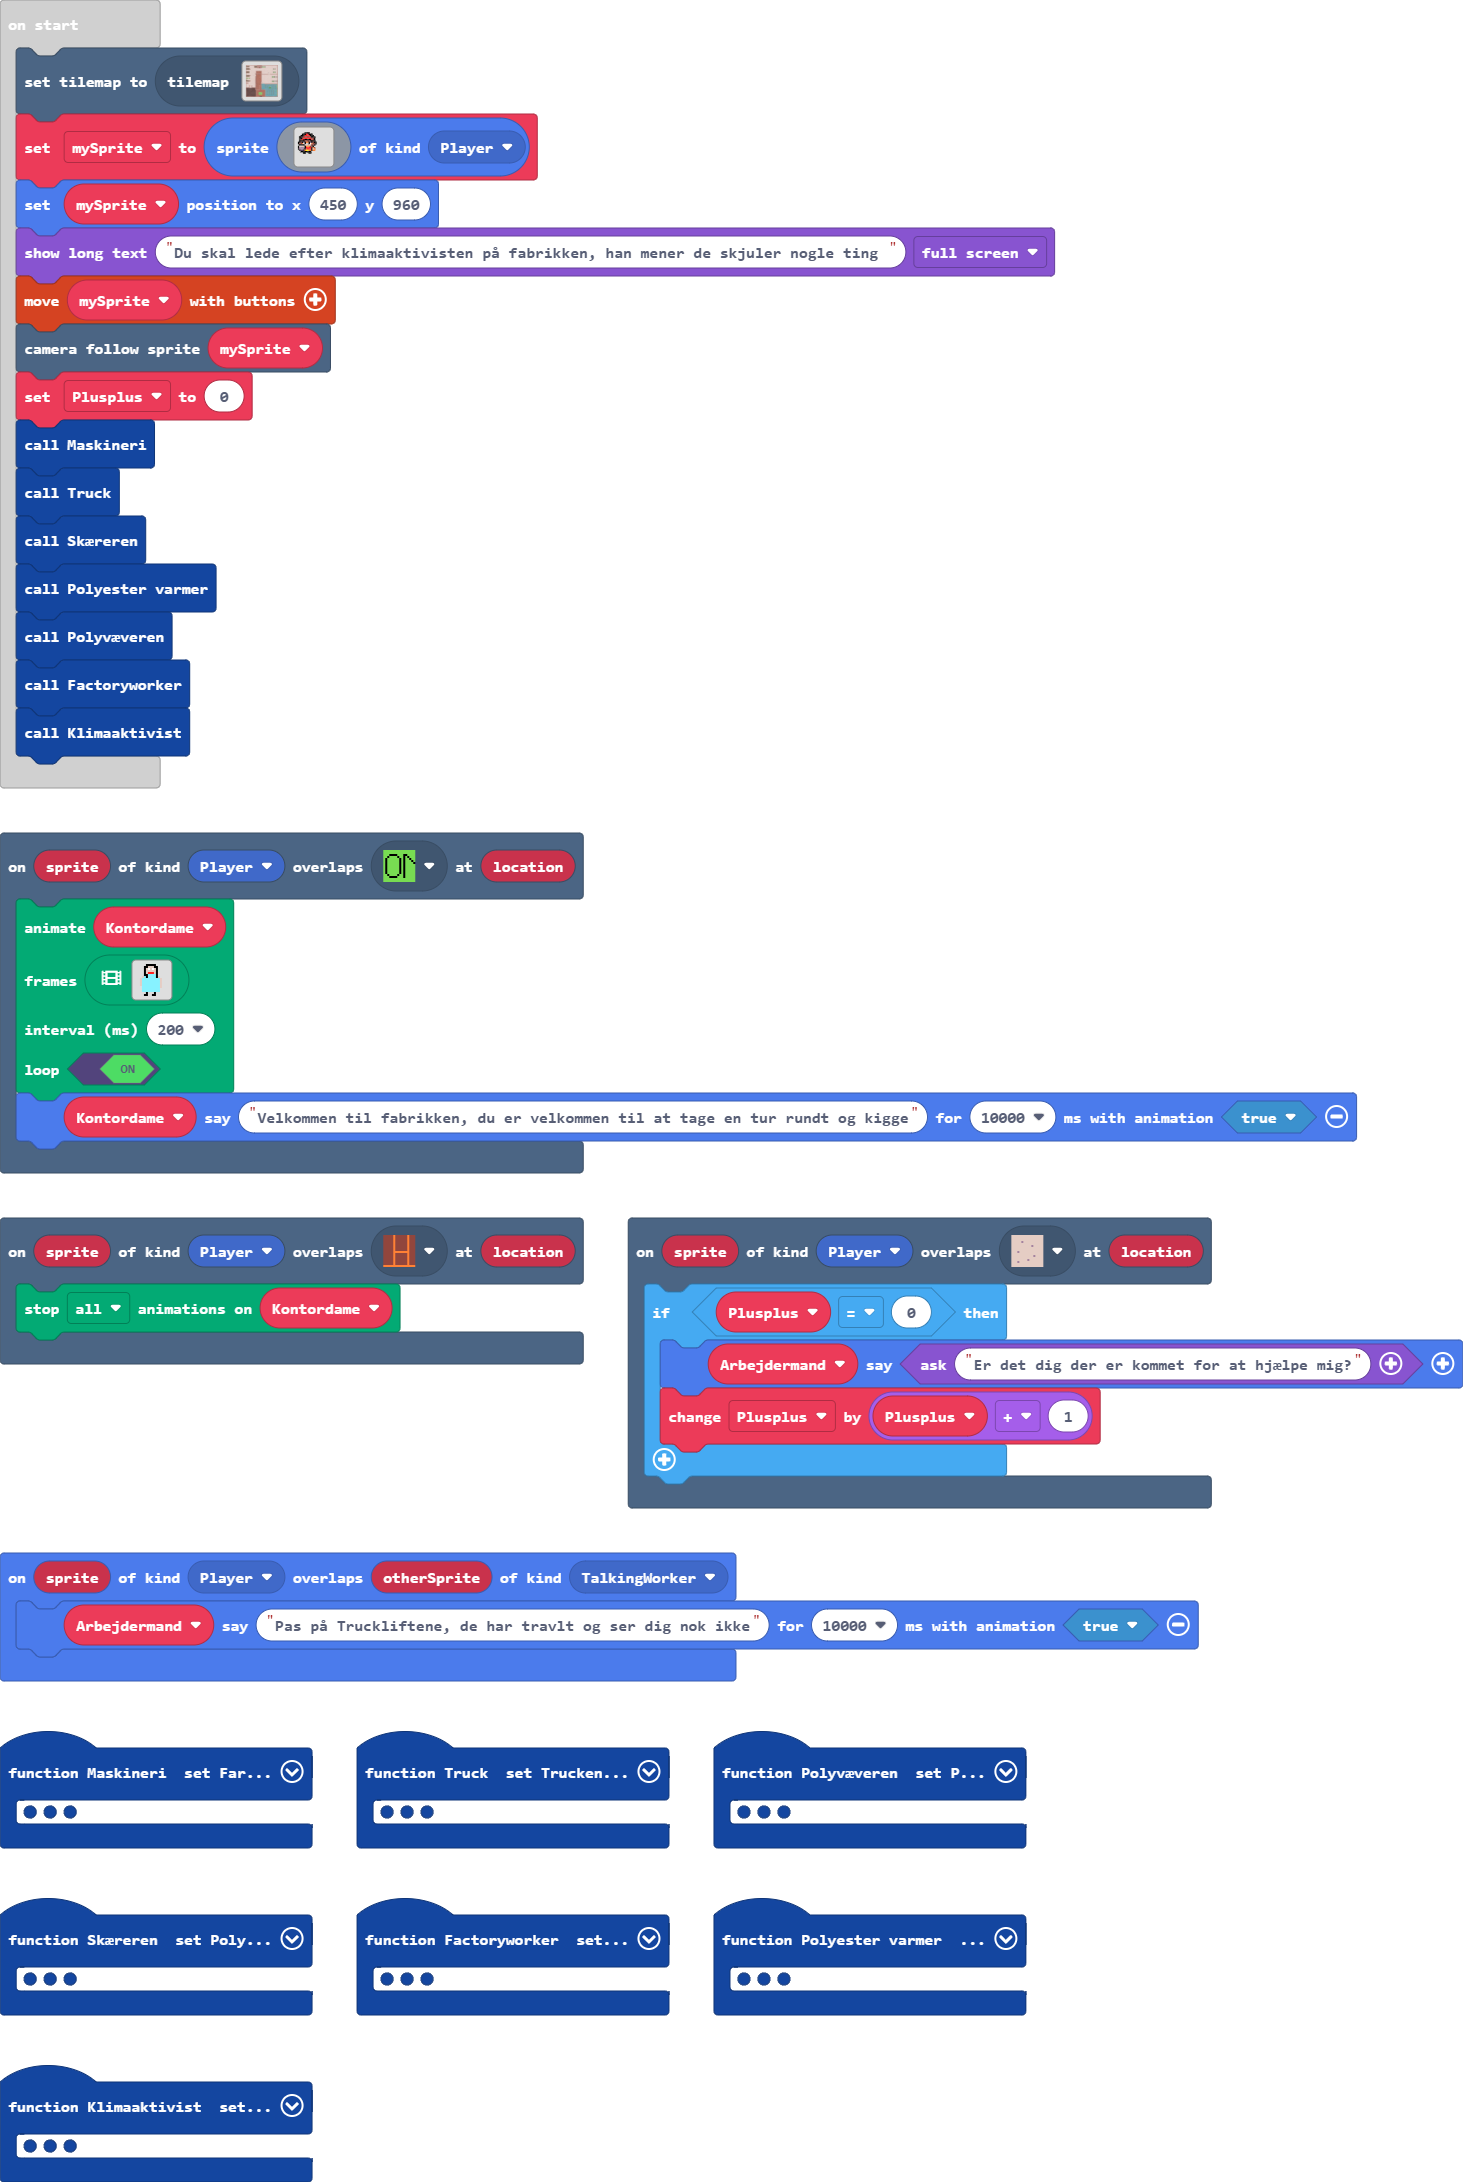 on start
set tilemap to tilemap
set mySprite to sprite of kind Player
set mySprite position to x 450 y 960
show long text "Du skal lede efter klimaaktivisten på fabrikken, han mener de skjuler nogle ting " full screen
move mySprite with buttons
camera follow sprite mySprite
set Plusplus to 0
call Maskineri
call Truck
call Skæreren
call Polyester varmer
call Polyvæveren
call Factoryworker
call Klimaaktivist
on sprite of kind Player overlaps at location
animate Kontordame
frames
interval (ms) 200
loop ON
Kontordame say "Velkommen til fabrikken, du er velkommen til at tage en tur rundt og kigge" for 10000 ms with animation true
on sprite of kind Player overlaps at location
stop all animations on Kontordame
on sprite of kind Player overlaps at location
if Plusplus = 0 then
Arbejdermand say ask "Er det dig der er kommet for at hjælpe mig?"
change Plusplus by Plusplus + 1
on sprite of kind Player overlaps otherSprite of kind TalkingWorker
Arbejdermand say "Pas på Truckliftene, de har travlt og ser dig nok ikke" for 10000 ms with animation true
function Maskineri set Far...
function Truck set Trucken...
function Polyvæveren set P...
function Skæreren set Poly...
function Factoryworker set...
function Polyester varmer ...
function Klimaaktivist set...